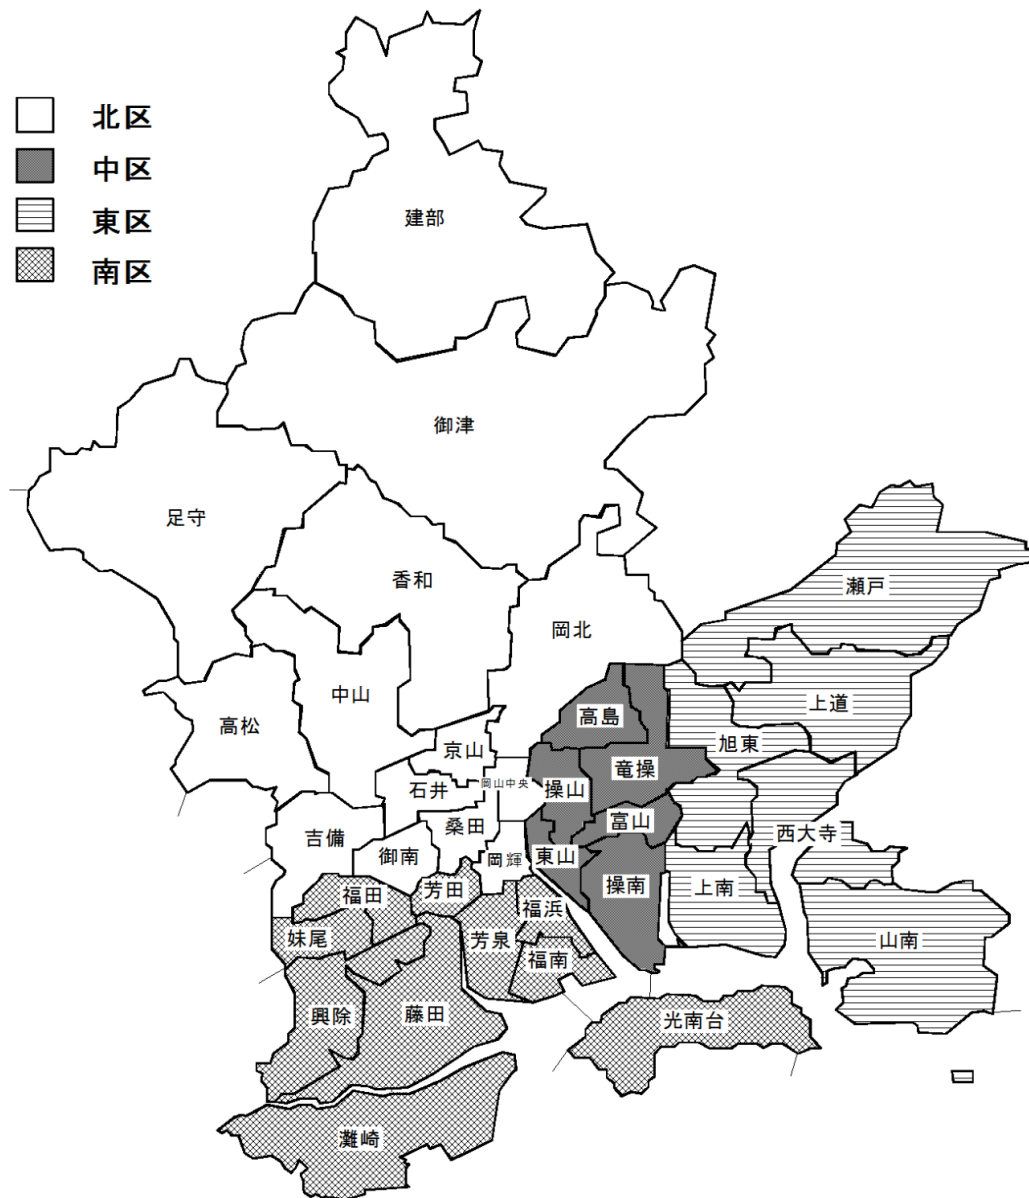 北区
中区
東区
南区
建部
御津
足守
香和
瀬戸
岡北
中山
上道
高島
高松
旭東
京山
竜操
岡山中央
石井
操山
富山
桑田
吉備
西大寺
御南
岡輝
東山
操南
上南
福田
芳田
福浜
妹尾
芳泉
山南
福南
興除
藤田
光南台
灘崎